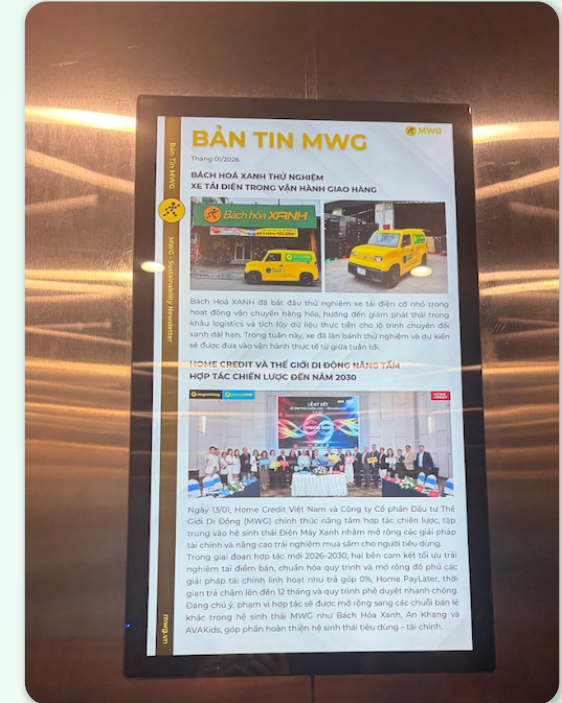 BẢN TIN MWG
MWG
Tháng 01/2026
Bản Tin MWG
MWG - Sustainability Newsletter
mwg.vn
BÁCH HOÁ XANH THỬ NGHIỆM
XE TẢI ĐIỆN TRONG VẬN HÀNH GIAO HÀNG
Bách hóa XANH
Bách Hoá XANH đã bắt đầu thử nghiệm xe tải điện cỡ nhỏ trong
hoạt động vận chuyển hàng hóa, hướng đến giảm phát thải trong
khâu logistics và tích lũy dữ liệu thực tiễn cho lộ trình chuyển đổi
xanh dài hạn. Trong tuần này, xe đã lăn bánh thử nghiệm và dự kiến
sẽ được đưa vào vận hành thực tế từ giữa tuần tới.
HOME CREDIT VÀ THẾ GIỚI DI ĐỘNG NÂNG TẦM
HỢP TÁC CHIẾN LƯỢC ĐẾN NĂM 2030
Ngày 13/01, Home Credit Việt Nam và Công ty Cổ phần Đầu tư Thế
Giới Di Động (MWG) chính thức nâng tầm hợp tác chiến lược, tập
trung vào hệ sinh thái Điện Máy Xanh nhằm mở rộng các giải pháp
tài chính và nâng cao trải nghiệm mua sắm cho người tiêu dùng.
Trong giai đoạn hợp tác mới 2026–2030, hai bên cam kết tối ưu trải
nghiệm tại điểm bán, chuẩn hóa quy trình và mở rộng độ phủ các
giải pháp tài chính linh hoạt như trả góp 0%, Home PayLater, thời
gian trả chậm lên đến 12 tháng và quy trình phê duyệt nhanh chóng.
Đáng chú ý, phạm vi hợp tác sẽ được mở rộng sang các chuỗi bán lẻ
khác trong hệ sinh thái MWG như Bách Hóa Xanh, An Khang và
AVAKids, góp phần hoàn thiện hệ sinh thái tiêu dùng – tài chính.